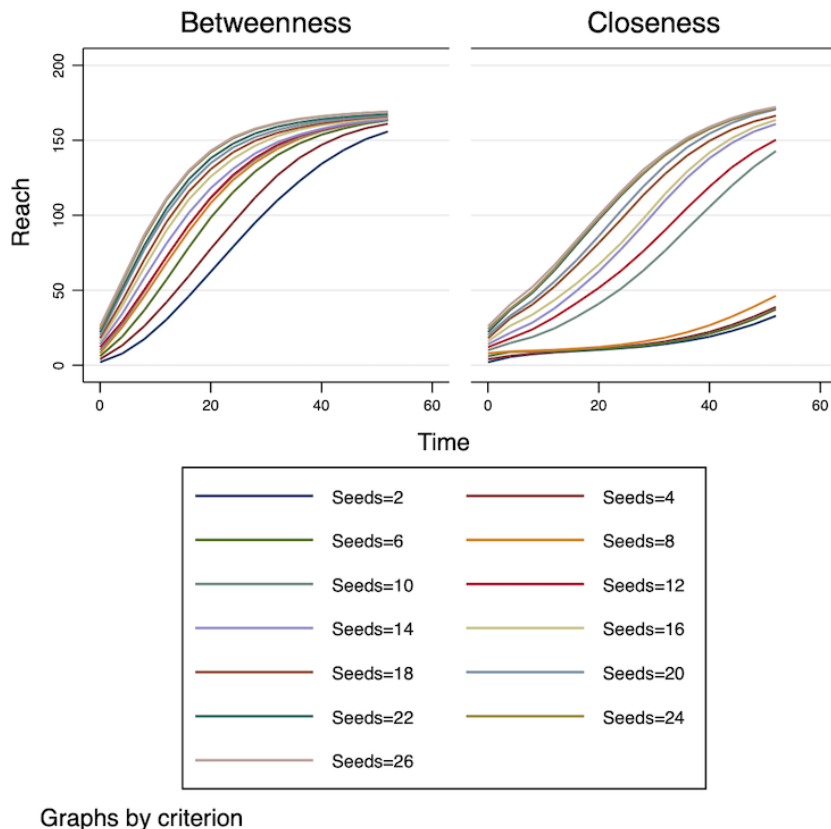 Betweenness
Closeness
Reach
0
50
100
150
200
0
20
40
60
0
20
40
60
Time
Seeds=2
Seeds=4
Seeds=6
Seeds=8
Seeds=10
Seeds=12
Seeds=14
Seeds=16
Seeds=18
Seeds=20
Seeds=22
Seeds=24
Seeds=26
Graphs by criterion